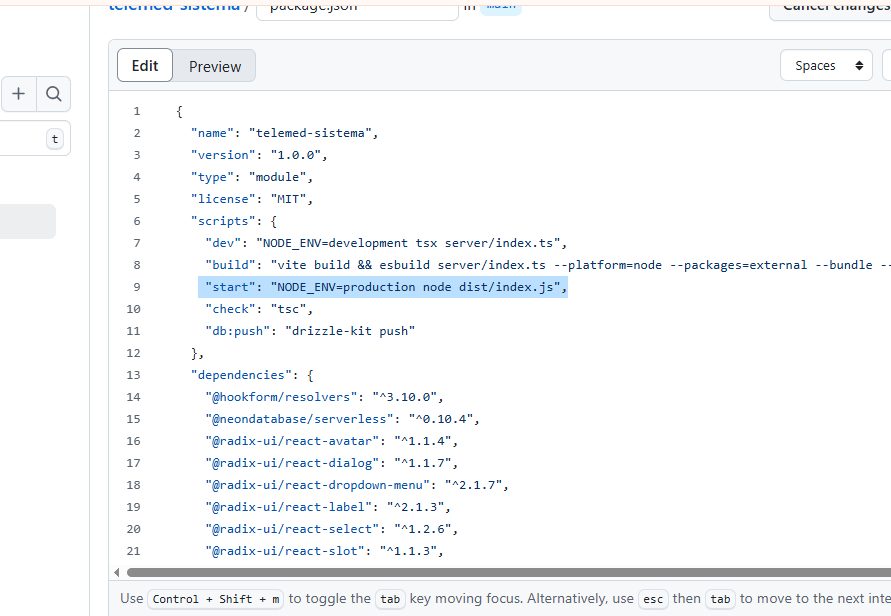 telemed-sistema / package.json in main Cancel changes
Edit Preview Spaces
t
1 {
2 "name": "telemed-sistema",
3 "version": "1.0.0",
4 "type": "module",
5 "license": "MIT",
6 "scripts": {
7 "dev": "NODE_ENV=development tsx server/index.ts",
8 "build": "vite build && esbuild server/index.ts --platform=node --packages=external --bundle --
9 "start": "NODE_ENV=production node dist/index.js",
10 "check": "tsc",
11 "db:push": "drizzle-kit push"
12 },
13 "dependencies": {
14 "@hookform/resolvers": "^3.10.0",
15 "@neondatabase/serverless": "^0.10.4",
16 "@radix-ui/react-avatar": "^1.1.4",
17 "@radix-ui/react-dialog": "^1.1.7",
18 "@radix-ui/react-dropdown-menu": "^2.1.7",
19 "@radix-ui/react-label": "^2.1.3",
20 "@radix-ui/react-select": "^1.2.6",
21 "@radix-ui/react-slot": "^1.1.3",
Use Control + Shift + m to toggle the tab key moving focus. Alternatively, use esc then tab to move to the next inte